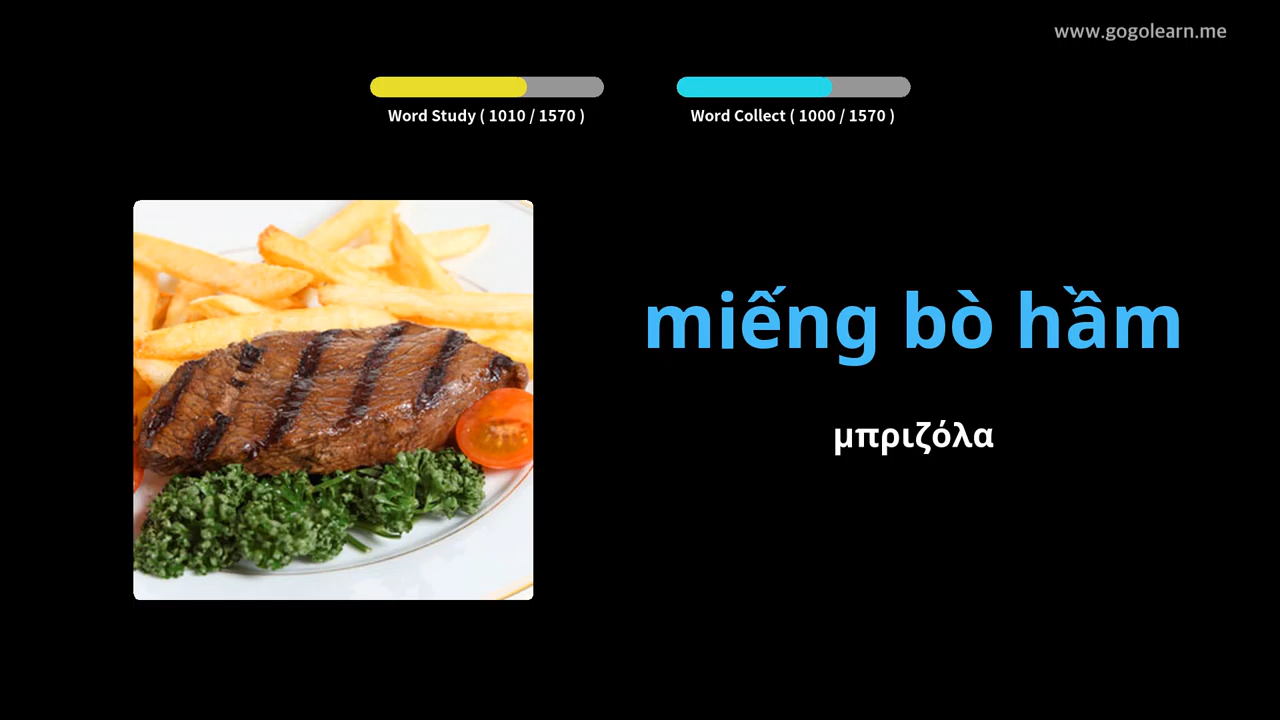 www.gogolearn.me
Word Study ( 1010 / 1570 )
Word Collect ( 1000 / 1570 )
miếng bò hầm
μπριζόλα